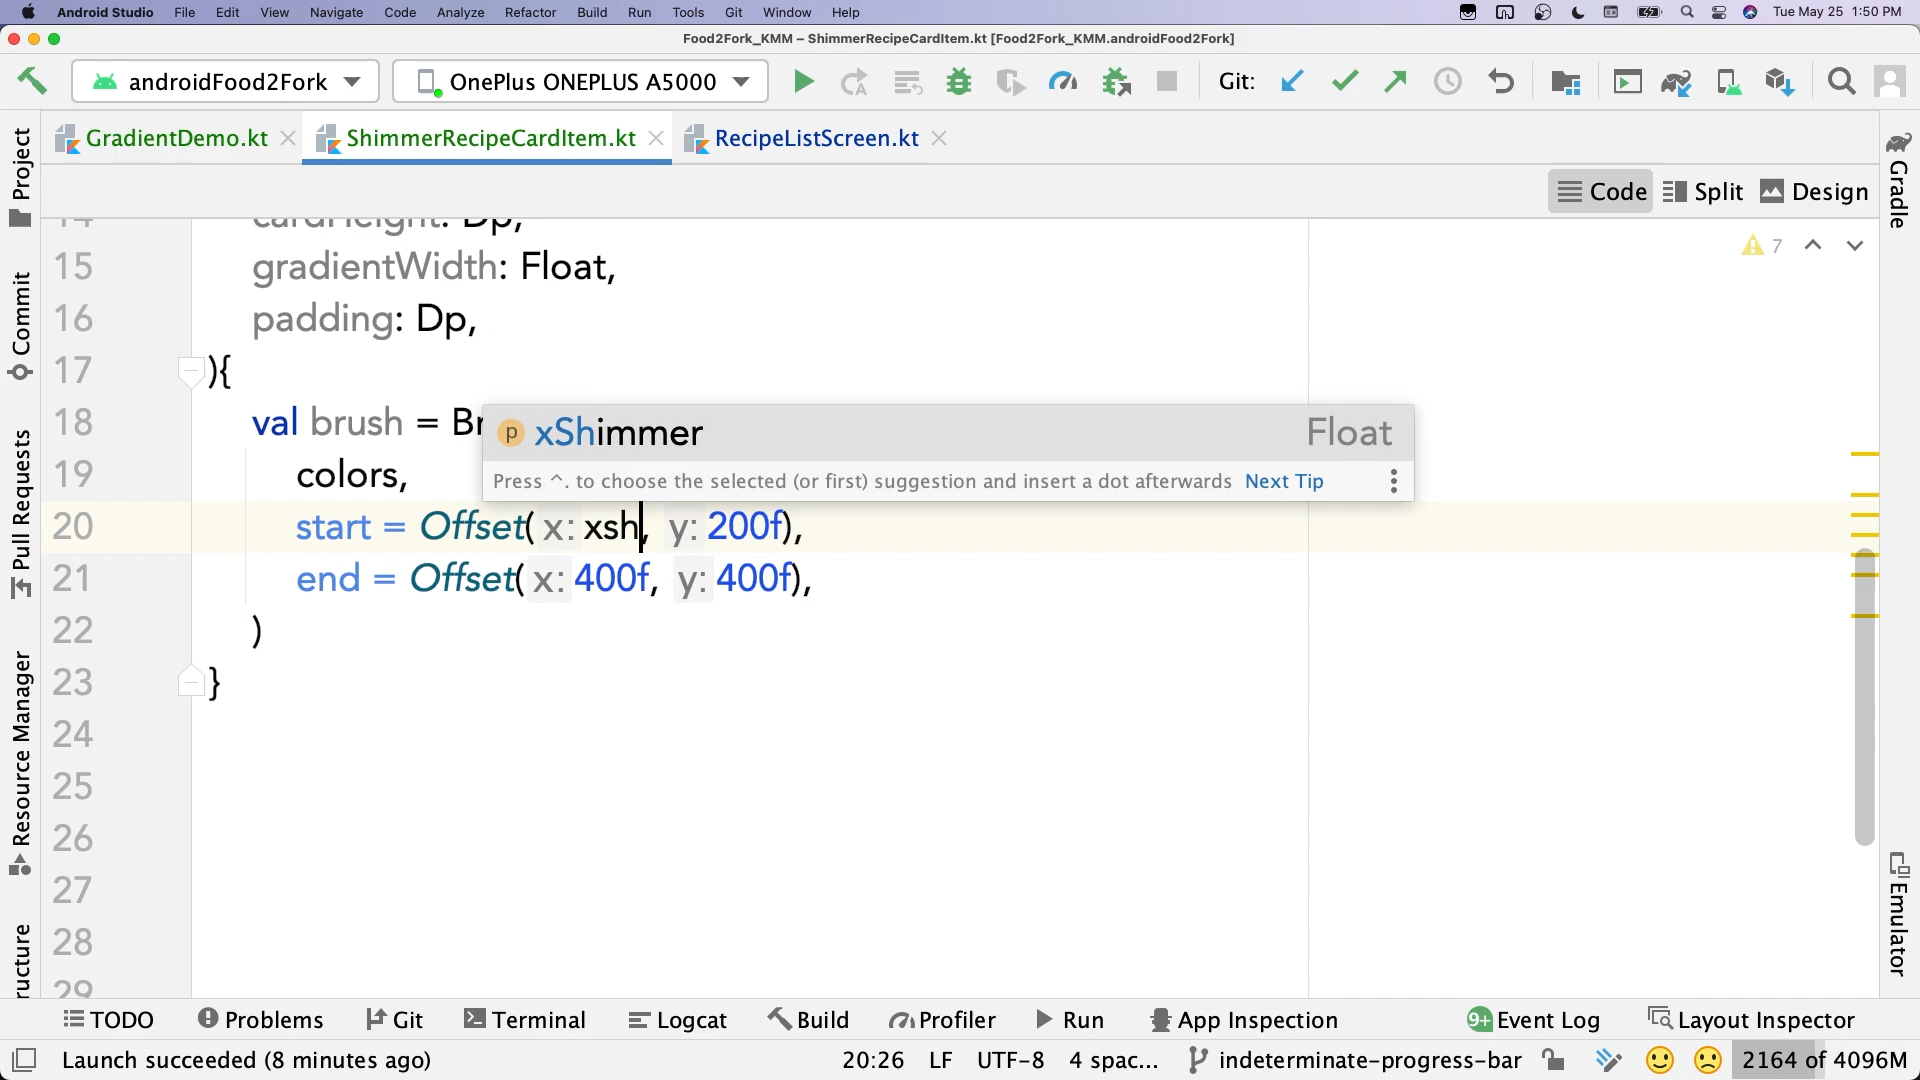 Android Studio File Edit View Navigate Code Analyze Refactor Build Run Tools Git Window Help Tue May 25 1:50 PM
Food2Fork_KMM – ShimmerRecipeCardItem.kt [Food2Fork_KMM.androidFood2Fork]
androidFood2Fork OnePlus ONEPLUS A5000 Git:
GradientDemo.kt ShimmerRecipeCardItem.kt RecipeListScreen.kt
Code Split Design
14 cardHeight: Dp,
7
15 gradientWidth: Float,
16 padding: Dp,
17 ){
18 val brush = Br
xShimmer Float
19 colors,
Press ^. to choose the selected (or first) suggestion and insert a dot afterwards Next Tip
20 start = Offset( x: xsh, y: 200f),
21 end = Offset( x: 400f, y: 400f),
22 )
23 }
24
25
26
27
28
29
Project
Commit
Pull Requests
Resource Manager
ructure
Gradle
Emulator
TODO Problems Git Terminal Logcat Build Profiler Run App Inspection 9+ Event Log Layout Inspector
Launch succeeded (8 minutes ago) 20:26 LF UTF-8 4 spac... indeterminate-progress-bar 2164 of 4096M